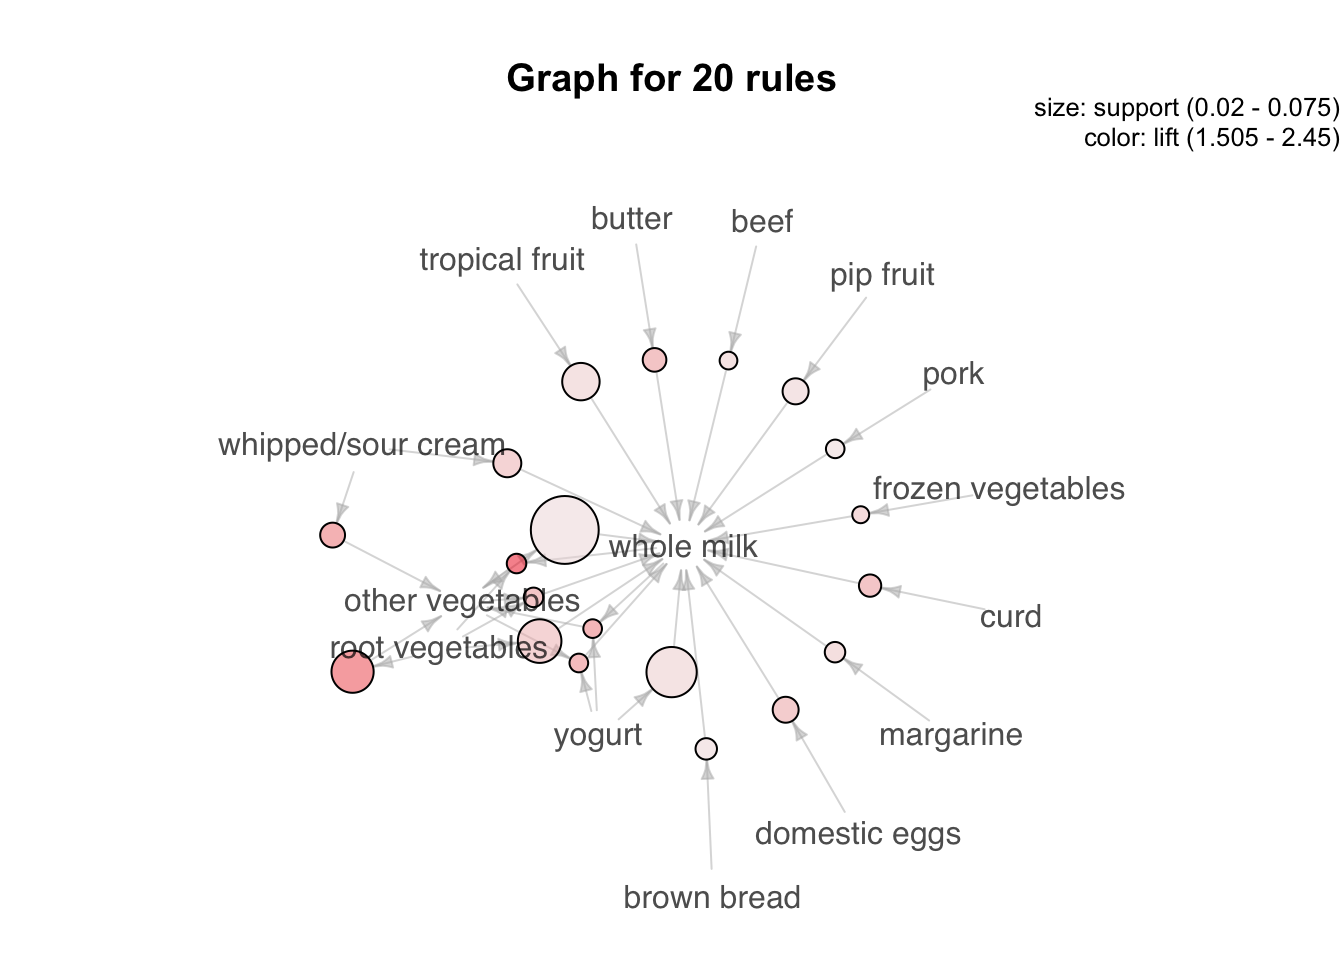 Graph for 20 rules
size: support (0.02 - 0.075)
color: lift (1.505 - 2.45)
butter
beef
tropical fruit
pip fruit
pork
whipped/sour cream
frozen vegetables
whole milk
other vegetables
curd
root vegetables
yogurt
margarine
domestic eggs
brown bread